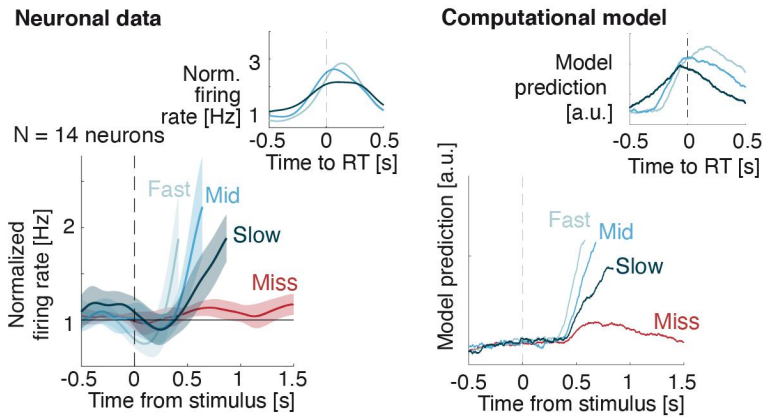 Neuronal data
3
Norm.
firing
rate [Hz]
1
-0.5 0 0.5
Time to RT [s]
N = 14 neurons
Fast
Mid
Slow
Miss
2
1
Normalized
firing rate [Hz]
-0.5 0 0.5 1 1.5
Time from stimulus [s]
Computational model
Model
prediction
[a.u.]
-0.5 0 0.5
Time to RT [s]
Fast
Mid
Slow
Miss
Model prediction [a.u.]
-0.5 0 0.5 1 1.5
Time from stimulus [s]